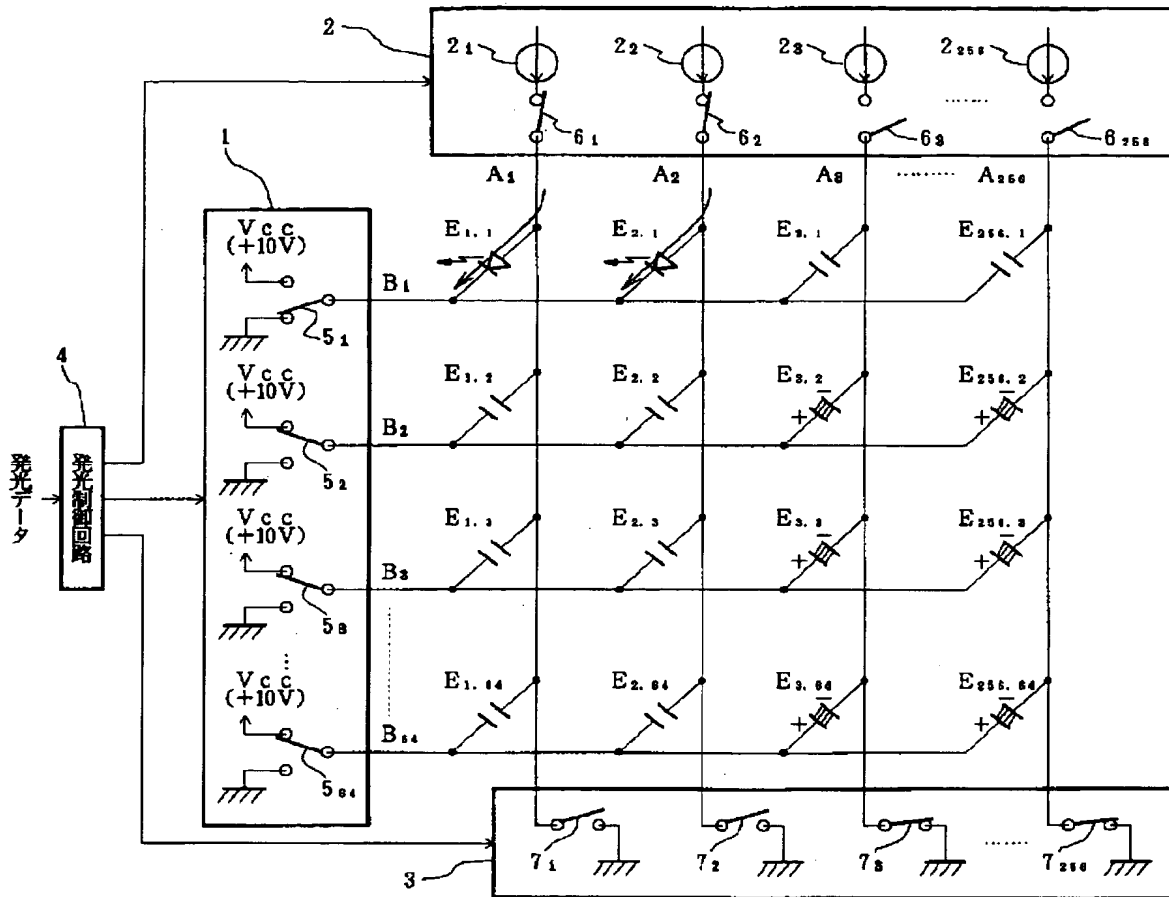 2
2₁
2₂
2₃
2₂₅₆
6₁
6₂
6₃
6₂₅₆
1
A₁
A₂
A₃
A₂₅₆
Vcc
(+10V)
5₁
B₁
E₁.₁
E₂.₁
E₃.₁
E₂₅₆.₁
4
発光データ
発光制御回路
Vcc
(+10V)
5₂
B₂
E₁.₂
E₂.₂
E₃.₂
E₂₅₆.₂
+ −
+ −
Vcc
(+10V)
5₃
B₃
E₁.₃
E₂.₃
E₃.₃
E₂₅₆.₃
+ −
+ −
Vcc
(+10V)
5₆₄
B₆₄
E₁.₆₄
E₂.₆₄
E₃.₆₄
E₂₅₆.₆₄
+ −
+ −
3
7₁
7₂
7₃
7₂₅₆